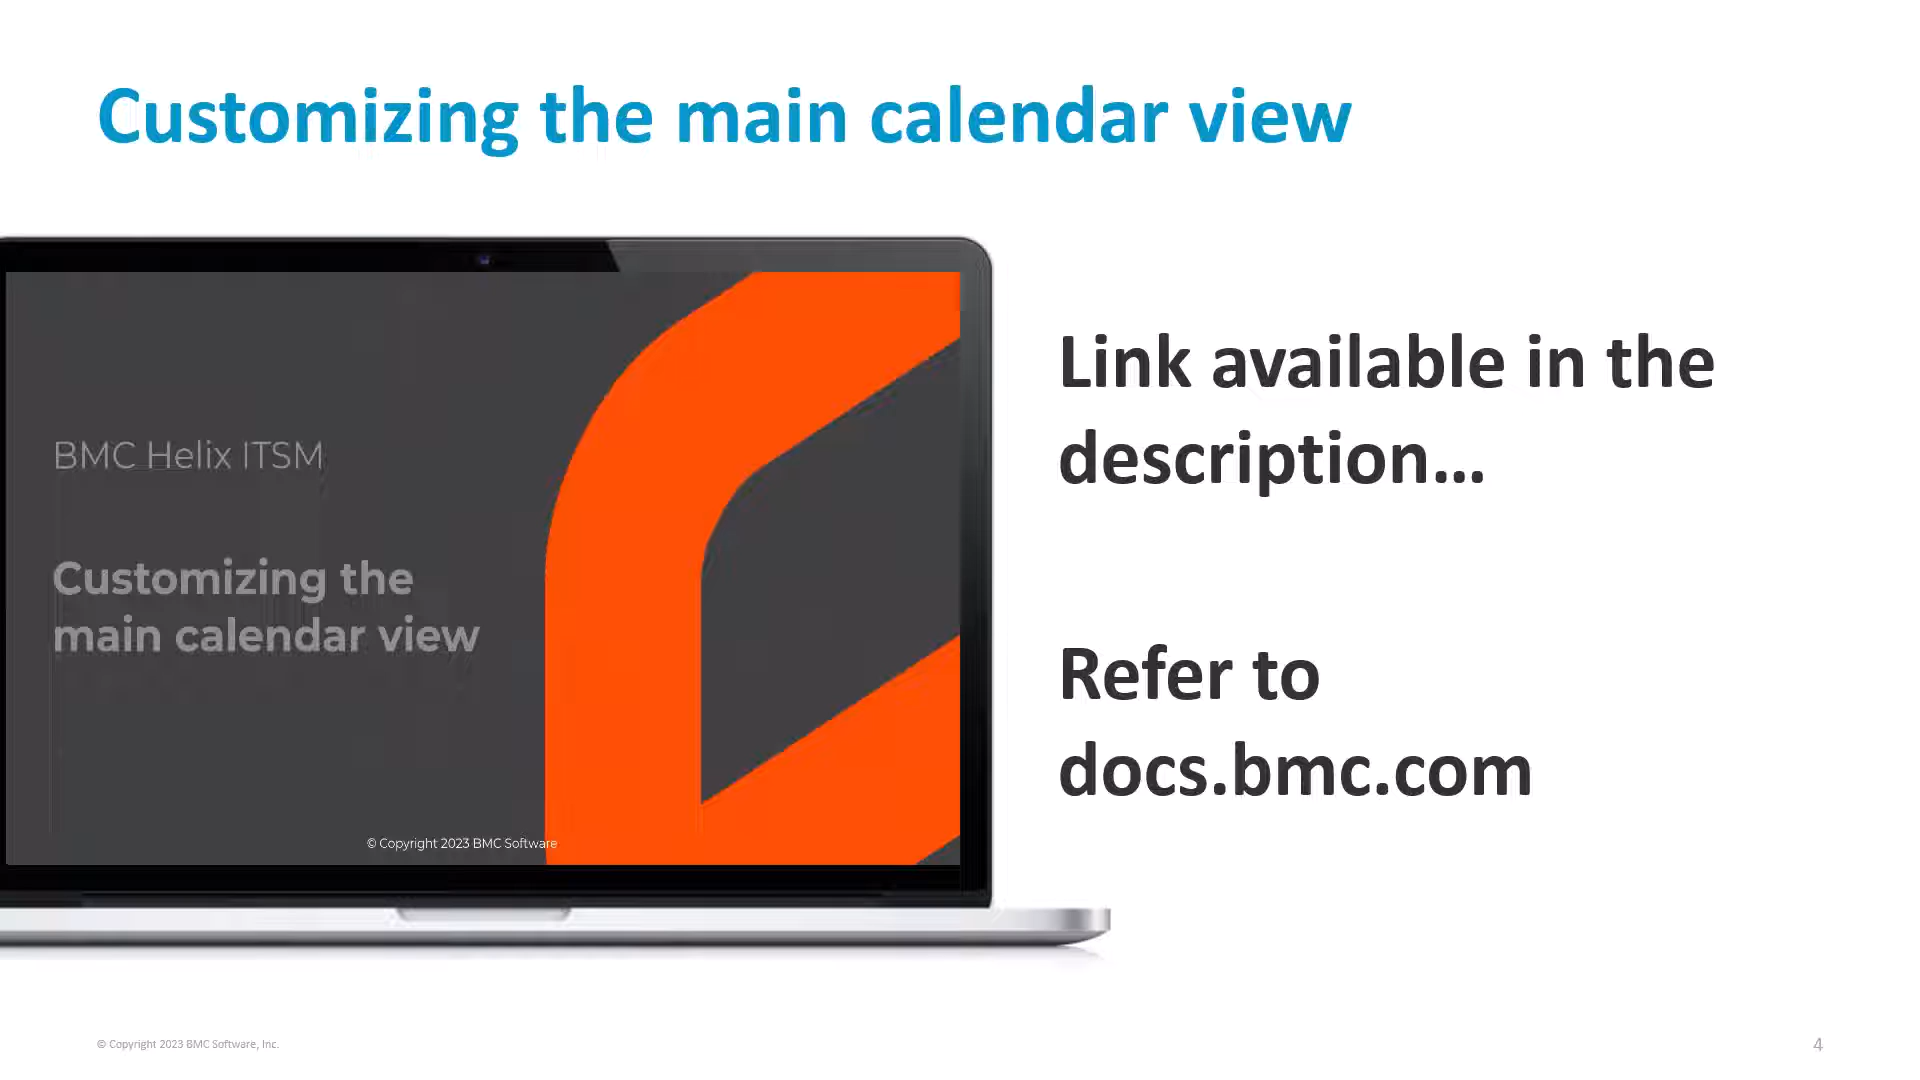 Customizing the main calendar view
BMC Helix ITSM
Customizing the
main calendar view
© Copyright 2023 BMC Software
Link available in the
description...
Refer to
docs.bmc.com
© Copyright 2023 BMC Software, Inc.
4